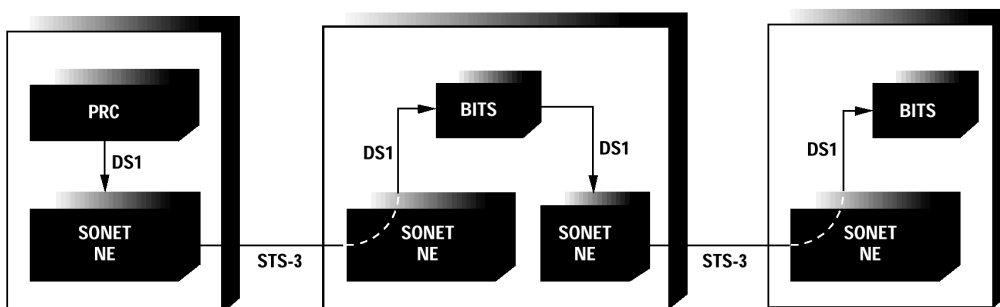 PRC
DS1
SONET
NE
STS-3
BITS
DS1
DS1
SONET
NE
SONET
NE
STS-3
BITS
DS1
SONET
NE